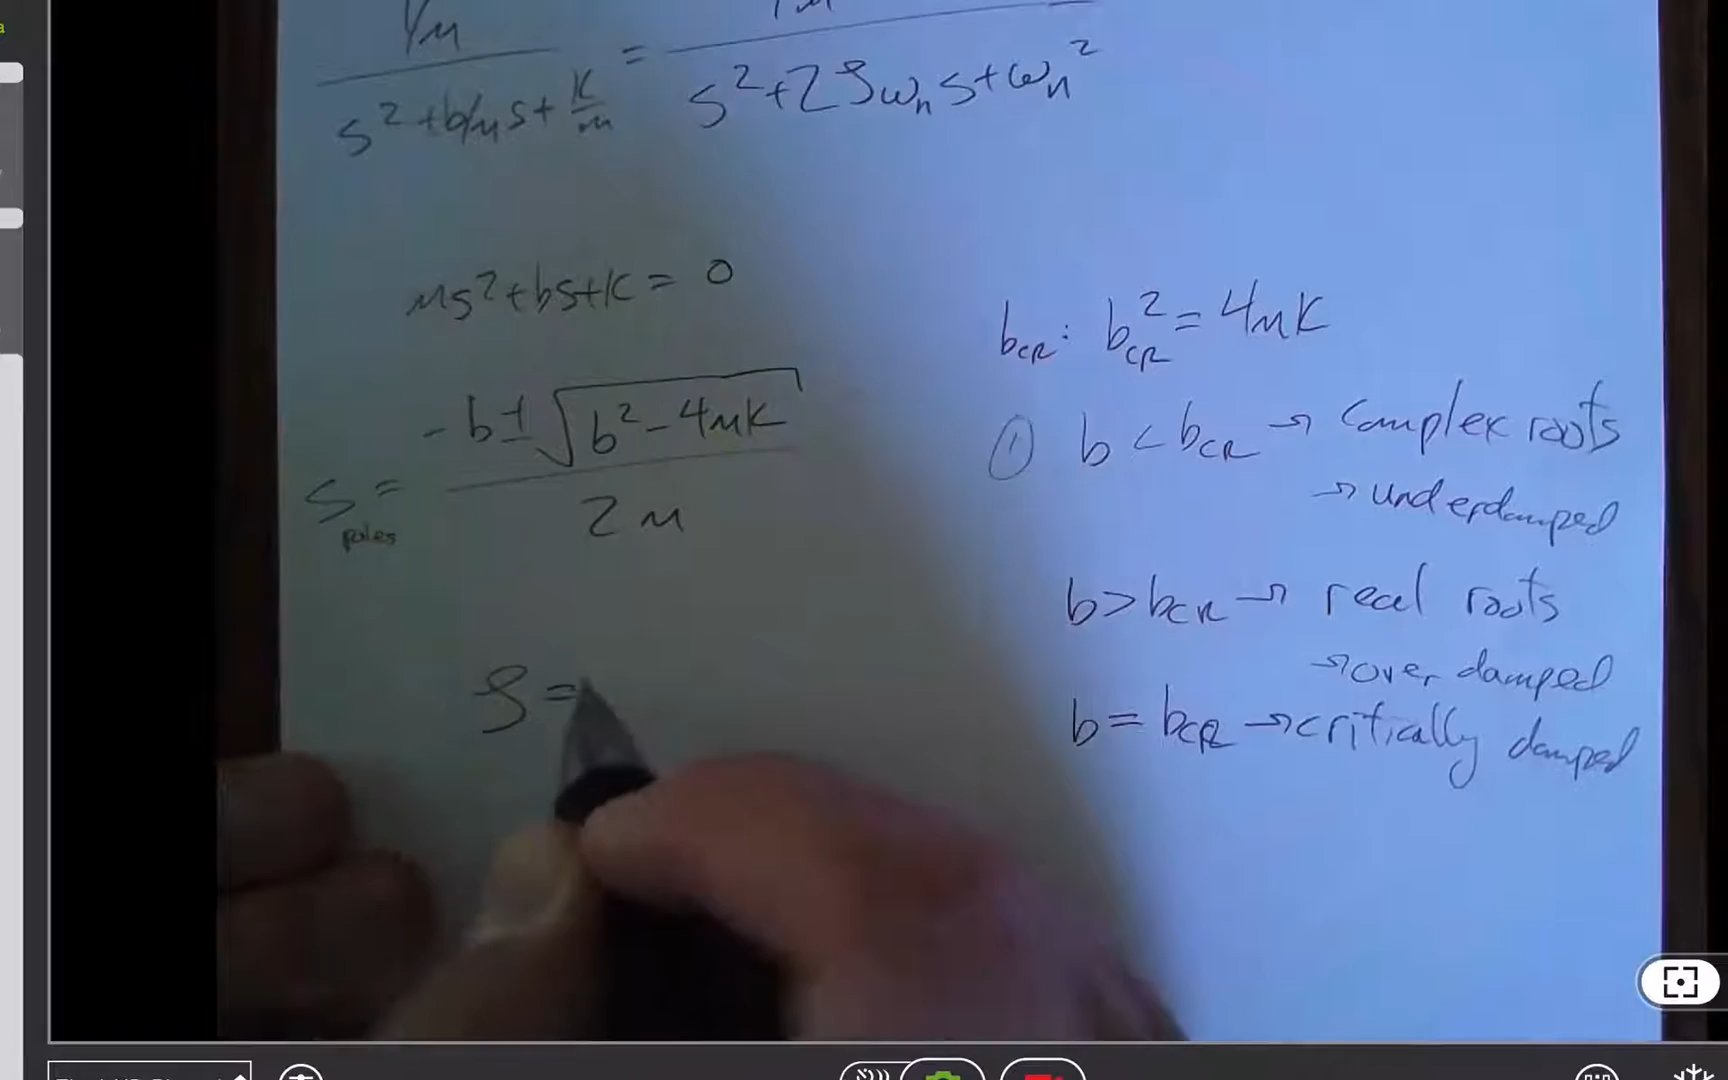 1/m
s² + b/m s + k/m = s² + 2ζωₙs + ωₙ²
ms² + bs + k = 0
s poles = -b ± √(b² - 4mk) / 2m
ζ =
b_CR : b_CR² = 4mk
① b < b_CR → complex roots
→ underdamped
b > b_CR → real roots
→ over damped
b = b_CR → critically damped